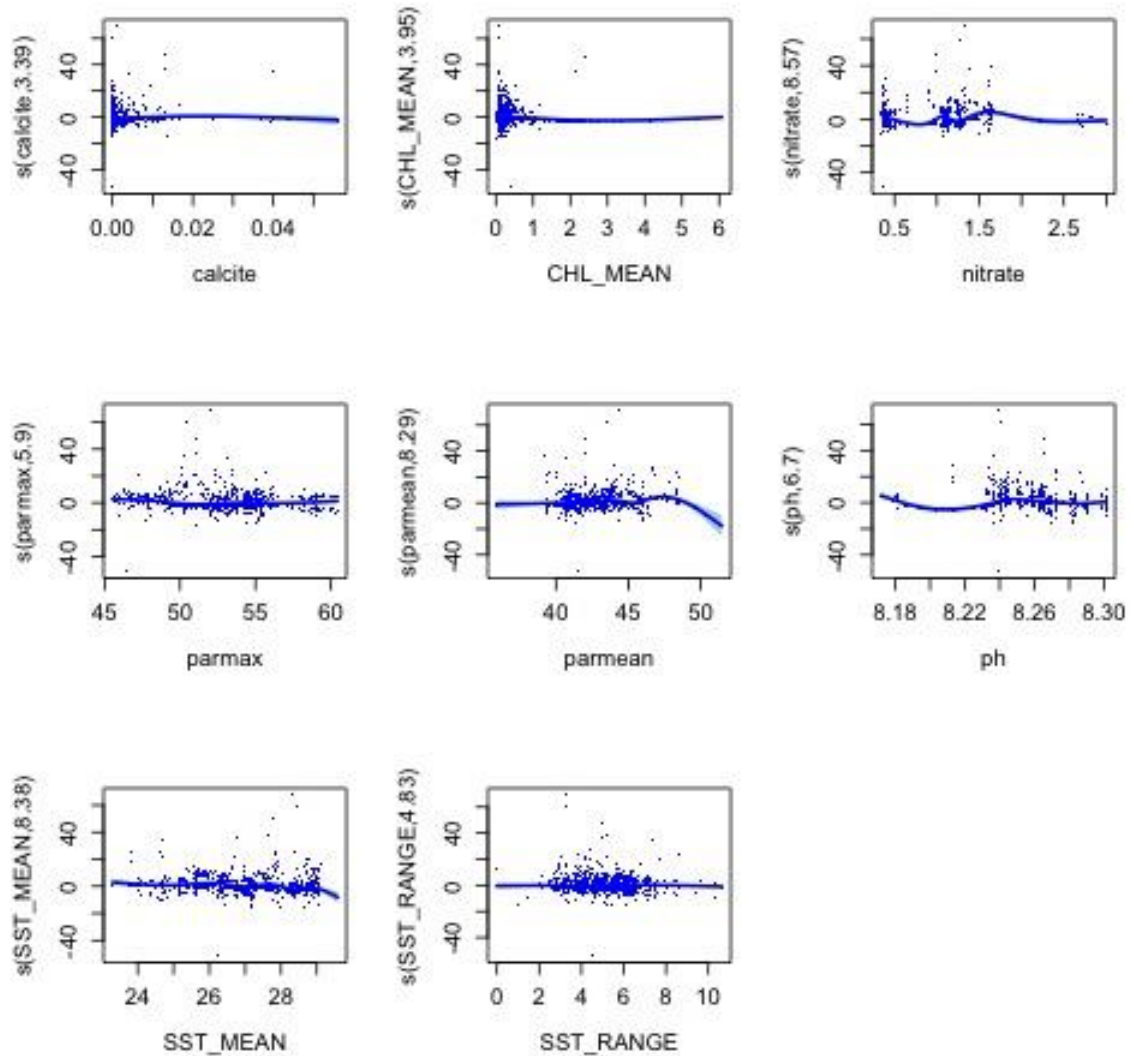 s(calcite,3.39)
40
0
-40
0.00 0.02 0.04
calcite
s(CHL_MEAN,3.95)
40
0
-40
0 1 2 3 4 5 6
CHL_MEAN
s(nitrate,8.57)
40
0
-40
0.5 1.5 2.5
nitrate
s(parmax,5.9)
40
0
-40
45 50 55 60
parmax
s(parmean,8.29)
40
0
-40
40 45 50
parmean
s(ph,6.7)
40
0
-40
8.18 8.22 8.26 8.30
ph
s(SST_MEAN,8.38)
40
0
-40
24 26 28
SST_MEAN
s(SST_RANGE,4.83)
40
0
-40
0 2 4 6 8 10
SST_RANGE